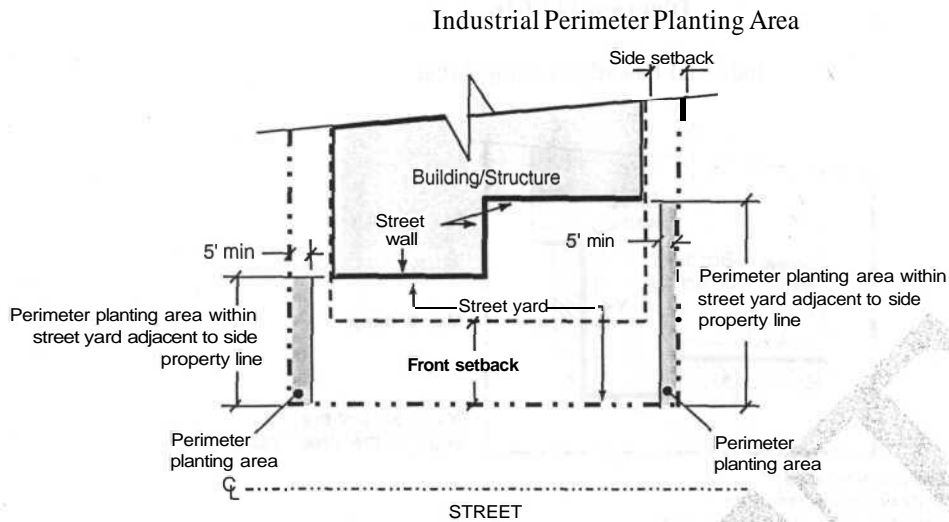 Industrial Perimeter Planting Area
Side setback
Building/Structure
Street
wall
5' min
5' min
Perimeter planting area within
street yard adjacent to side
property line
Street yard
Perimeter planting area within
street yard adjacent to side
property line
Front setback
Perimeter
planting area
Perimeter
planting area
℄
STREET